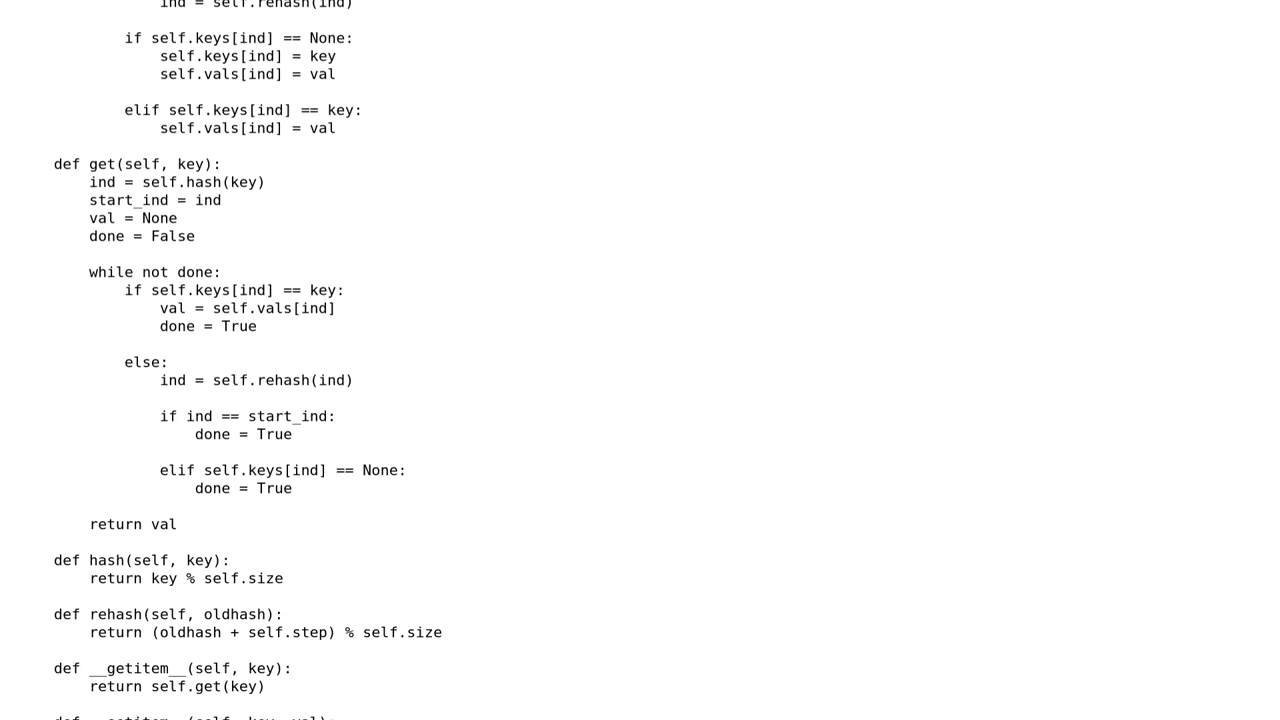 ind = self.rehash(ind)
if self.keys[ind] == None:
self.keys[ind] = key
self.vals[ind] = val
elif self.keys[ind] == key:
self.vals[ind] = val
def get(self, key):
ind = self.hash(key)
start_ind = ind
val = None
done = False
while not done:
if self.keys[ind] == key:
val = self.vals[ind]
done = True
else:
ind = self.rehash(ind)
if ind == start_ind:
done = True
elif self.keys[ind] == None:
done = True
return val
def hash(self, key):
return key % self.size
def rehash(self, oldhash):
return (oldhash + self.step) % self.size
def __getitem__(self, key):
return self.get(key)